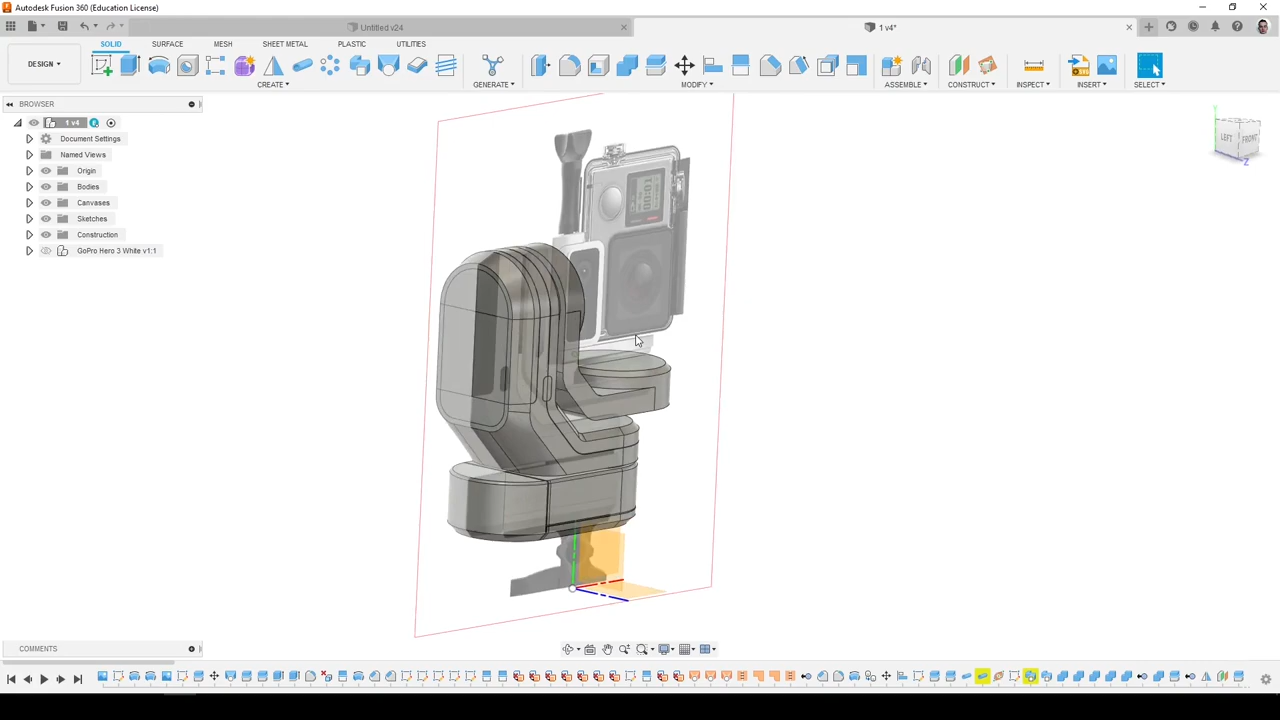 Autodesk Fusion 360 (Education License)
Untitled v24
1 v4*
SOLID SURFACE MESH SHEET METAL PLASTIC UTILITIES
DESIGN
CREATE GENERATE MODIFY ASSEMBLE CONSTRUCT INSPECT INSERT SELECT
BROWSER
1 v4
Document Settings
Named Views
Origin
Bodies
Canvases
Sketches
Construction
GoPro Hero 3 White v1:1
Y
LEFT FRONT
Z
COMMENTS